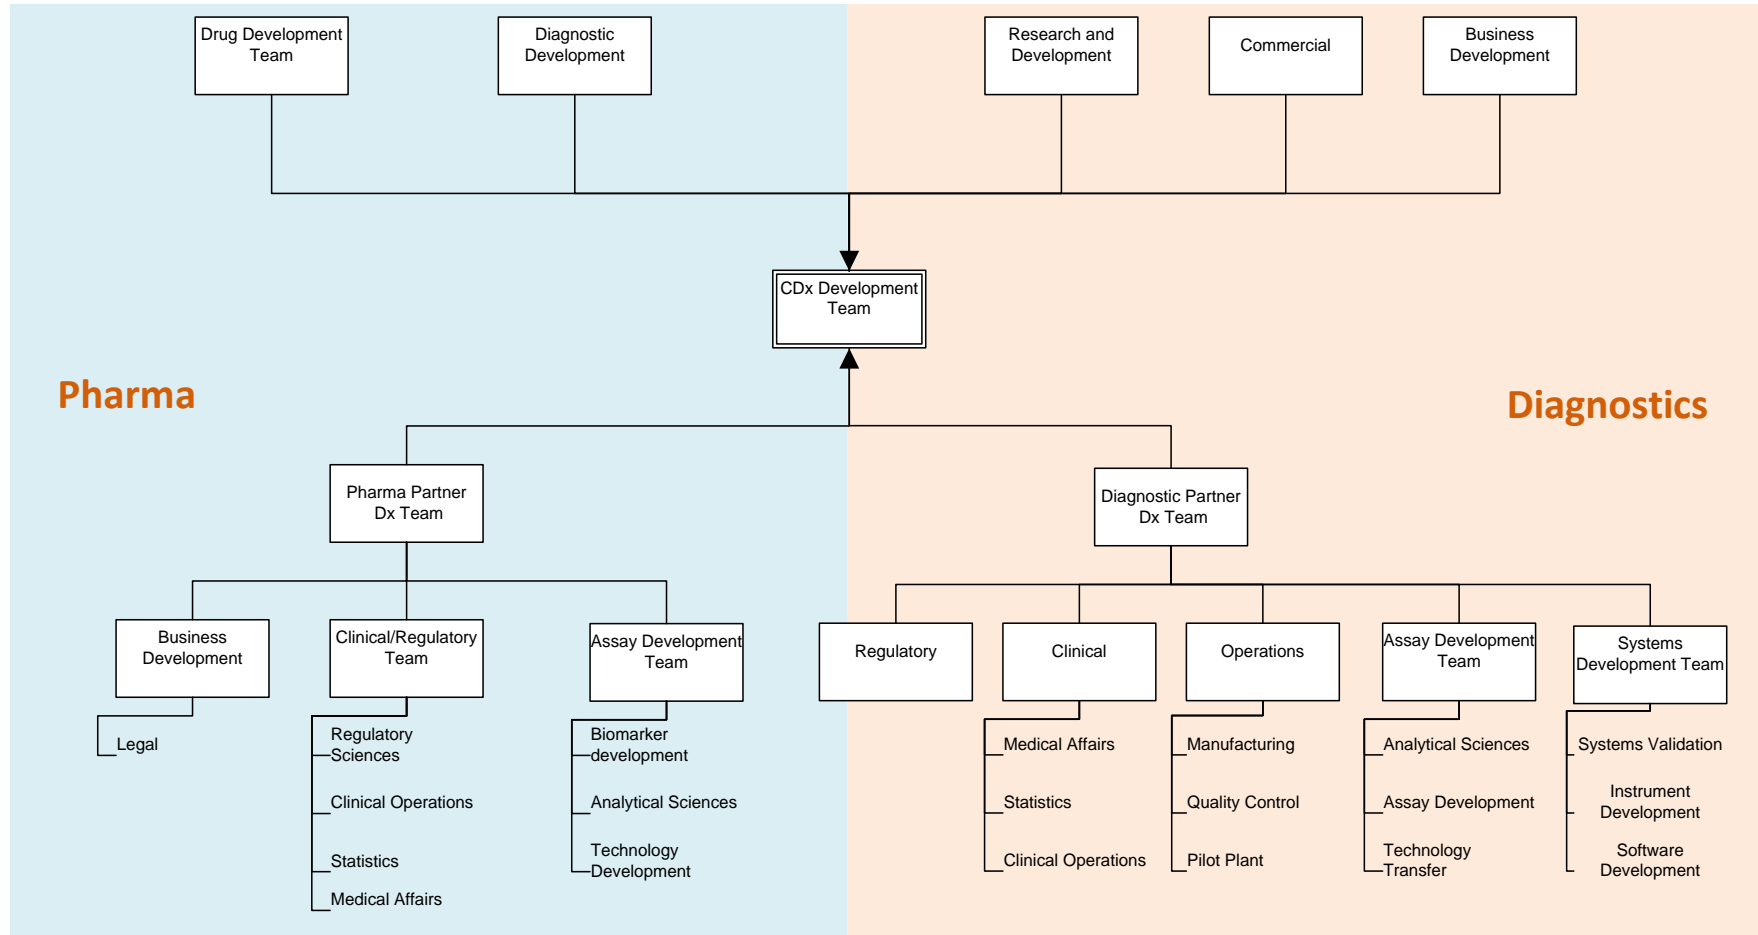 Drug Development
Team
Diagnostic
Development
Research and
Development
Commercial
Business
Development
CDx Development
Team
Pharma
Diagnostics
Pharma Partner
Dx Team
Diagnostic Partner
Dx Team
Business
Development
Clinical/Regulatory
Team
Assay Development
Team
Regulatory
Clinical
Operations
Assay Development
Team
Systems
Development Team
Legal
Regulatory
Sciences
Clinical Operations
Statistics
Medical Affairs
Biomarker
development
Analytical Sciences
Technology
Development
Medical Affairs
Statistics
Clinical Operations
Manufacturing
Quality Control
Pilot Plant
Analytical Sciences
Assay Development
Technology
Transfer
Systems Validation
Instrument
Development
Software
Development